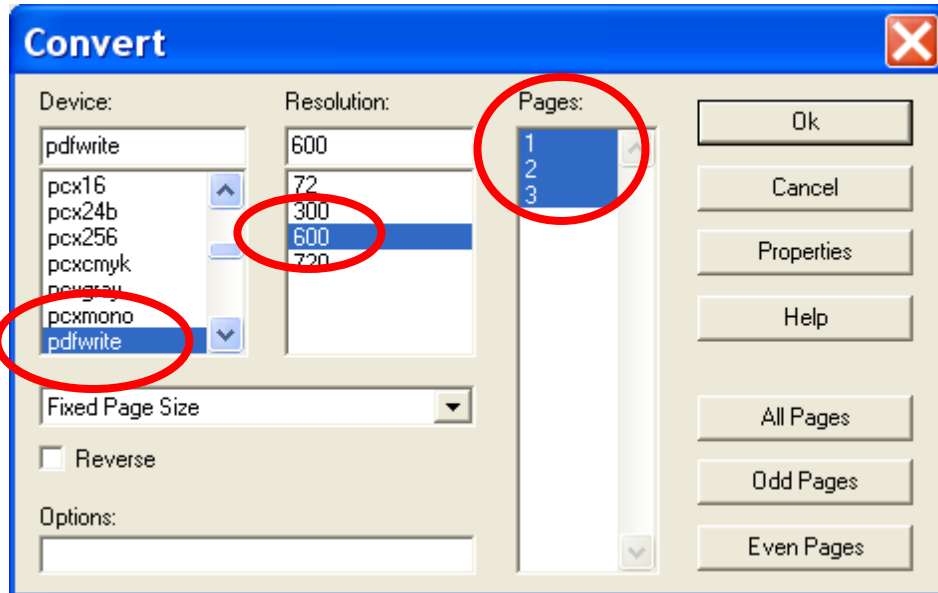 Convert
Device:
pdfwrite
pcx16
pcx24b
pcx256
pcxcmyk
pcxgray
pcxmono
pdfwrite
Resolution:
600
72
300
600
720
Pages:
1
2
3
Ok
Cancel
Properties
Help
All Pages
Odd Pages
Even Pages
Fixed Page Size
Reverse
Options: